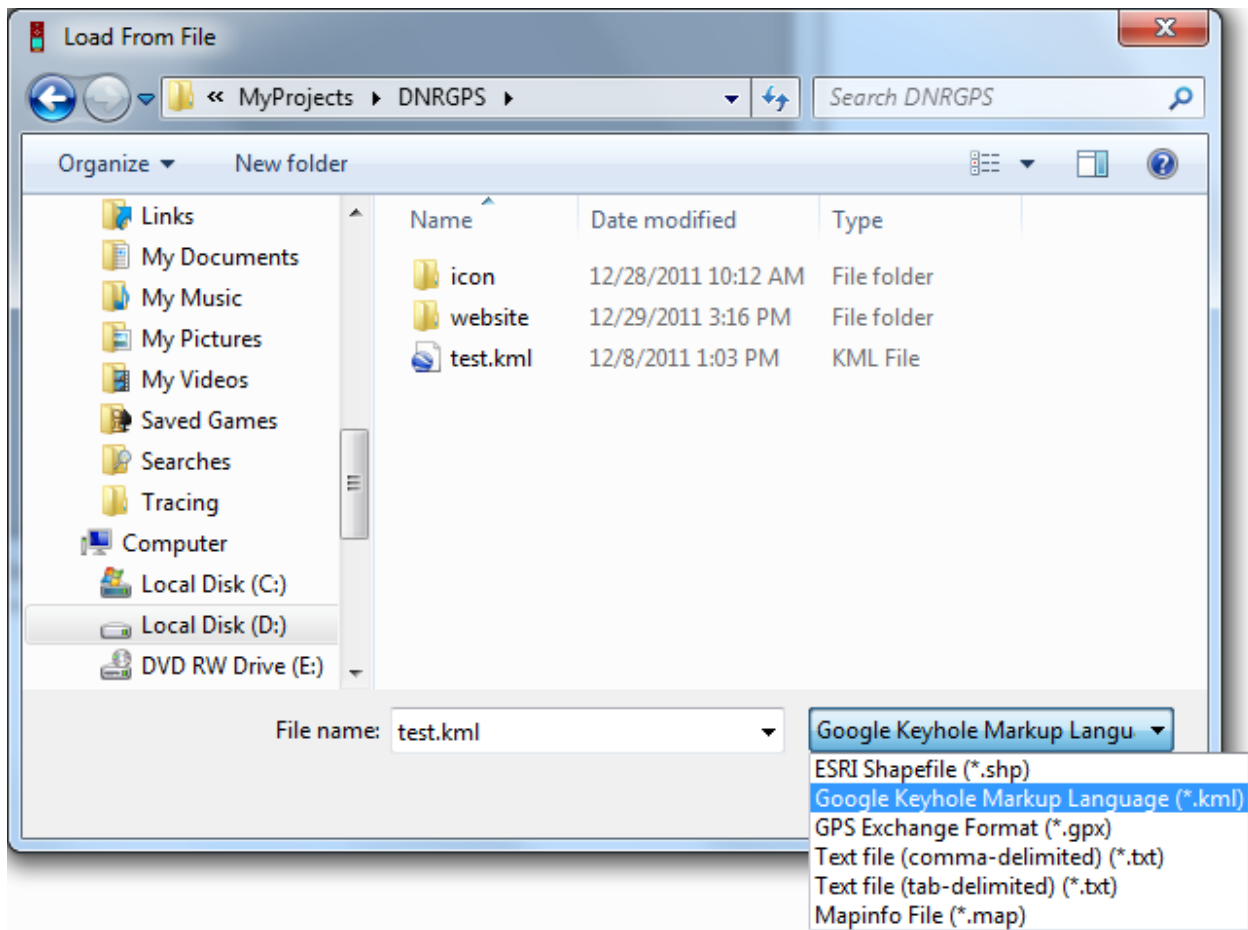 Load From File
« MyProjects ▸ DNRGPS ▸ Search DNRGPS
Organize New folder
Links
My Documents
My Music
My Pictures
My Videos
Saved Games
Searches
Tracing
Computer
Local Disk (C:)
Local Disk (D:)
DVD RW Drive (E:)
Name Date modified Type
icon 12/28/2011 10:12 AM File folder
website 12/29/2011 3:16 PM File folder
test.kml 12/8/2011 1:03 PM KML File
File name: test.kml Google Keyhole Markup Langu
ESRI Shapefile (*.shp)
Google Keyhole Markup Language (*.kml)
GPS Exchange Format (*.gpx)
Text file (comma-delimited) (*.txt)
Text file (tab-delimited) (*.txt)
Mapinfo File (*.map)